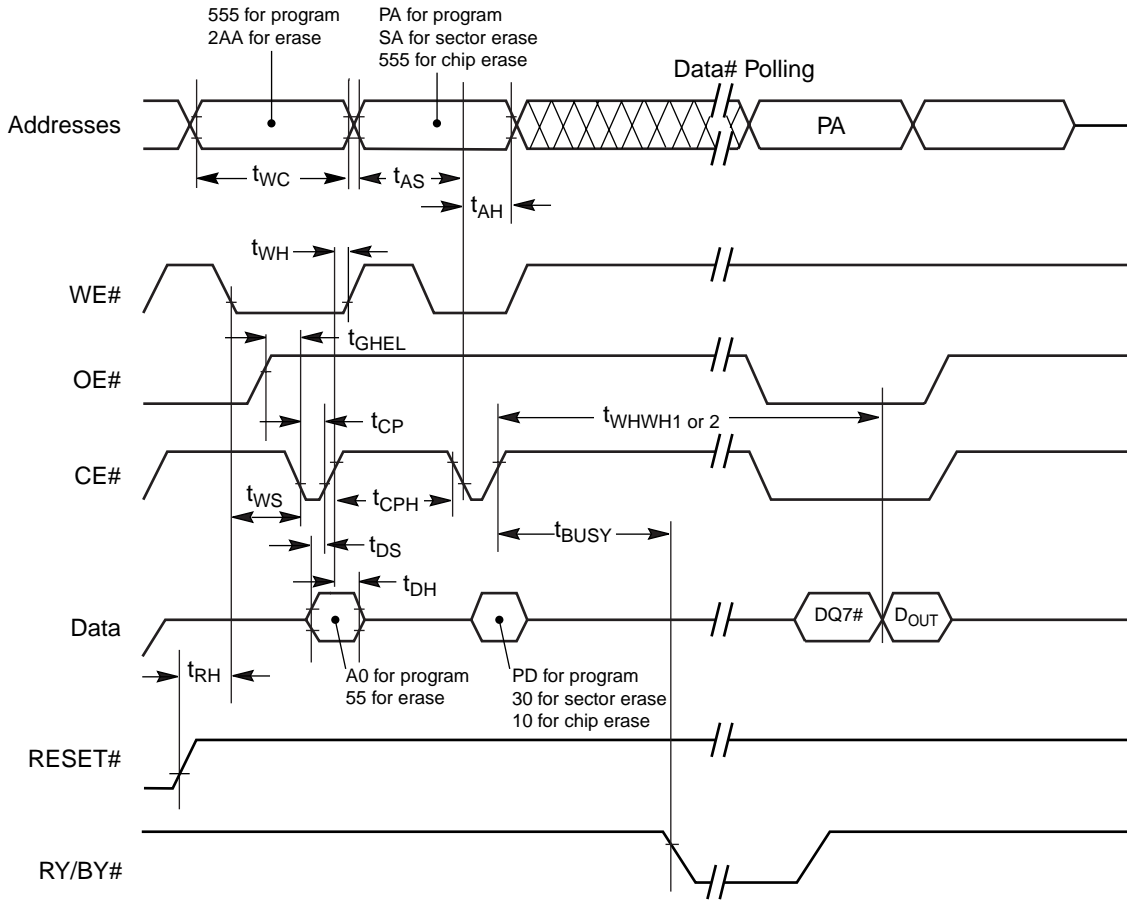 555 for program
2AA for erase
PA for program
SA for sector erase
555 for chip erase
Data# Polling
Addresses
PA
tWC
tAS
tAH
tWH
WE#
tGHEL
OE#
tWHWH1 or 2
tCP
CE#
tWS
tCPH
tBUSY
tDS
tDH
Data
DQ7#
DOUT
tRH
A0 for program
55 for erase
PD for program
30 for sector erase
10 for chip erase
RESET#
RY/BY#